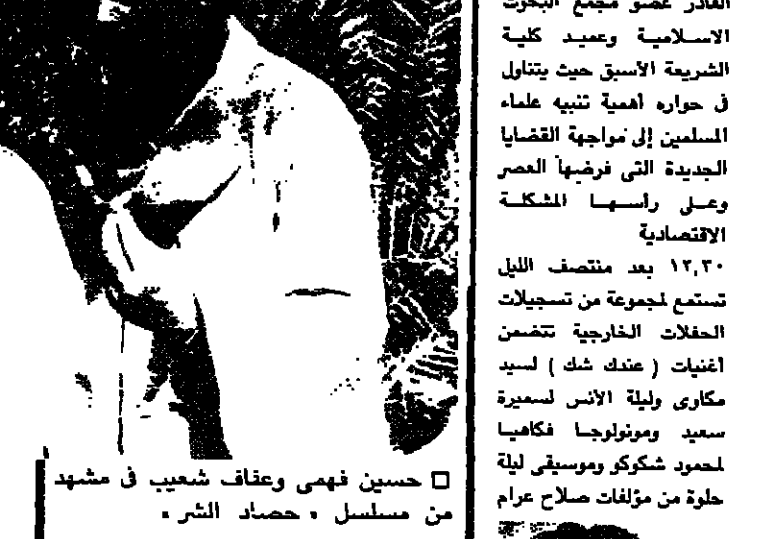 القادر عضو مجمع البحوث
الاسلامية وعميد كلية
الشريعة الأسبق حيث يتناول
فى حواره أهمية تنبيه علماء
المسلمين إلى مواجهة القضايا
الجديدة التى فرضها العصر
وعلى رأسها المشكلة
الاقتصادية
١٢,٣٠ بعد منتصف الليل
تستمع لمجموعة من تسجيلات
الحفلات الخارجية تتضمن
أغنيات ( عندك شك ) لسيد
مكاوى وليلة الأنس لسميرة
سعيد ومونولوجا فكاهيا
لمحمود شكوكو وموسيقى ليلة
حلوة من مؤلفات صلاح عرام
حسين فهمى وعفاف شعيب فى مشهد
من مسلسل « حصاد الشر »